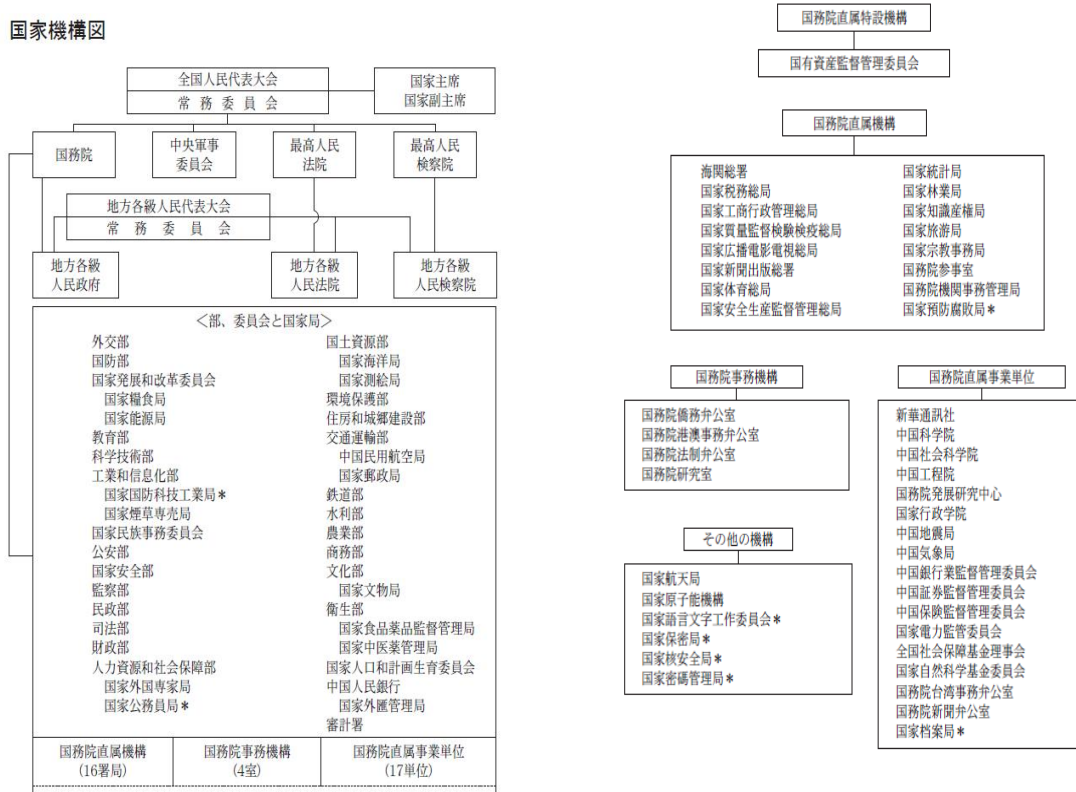 国家機構図
全国人民代表大会
常務委員会
国家主席
国家副主席
国務院
中央軍事
委員会
最高人民
法院
最高人民
検察院
地方各級人民代表大会
常務委員会
地方各級
人民政府
地方各級
人民法院
地方各級
人民検察院
<部、委員会と国家局>
外交部
国防部
国家発展和改革委員会
国家糧食局
国家能源局
教育部
科学技術部
工業和信息化部
国家国防科技工業局*
国家煙草専売局
国家民族事務委員会
公安部
国家安全部
監察部
民政部
司法部
財政部
人力資源和社会保障部
国家外国専家局
国家公務員局*
国土資源部
国家海洋局
国家測絵局
環境保護部
住房和城郷建設部
交通運輸部
中国民用航空局
国家郵政局
鉄道部
水利部
農業部
商務部
文化部
国家文物局
衛生部
国家食品薬品監督管理局
国家中医薬管理局
国家人口和計画生育委員会
中国人民銀行
国家外匯管理局
審計署
国務院直属機構
(16署局)
国務院事務機構
(4室)
国務院直属事業単位
(17単位)
国務院直属特設機構
国有資産監督管理委員会
国務院直属機構
海関総署
国家税務総局
国家工商行政管理総局
国家質量監督検験検疫総局
国家広播電影電視総局
国家新聞出版総署
国家体育総局
国家安全生産監督管理総局
国家統計局
国家林業局
国家知識産権局
国家旅游局
国家宗教事務局
国務院参事室
国務院機関事務管理局
国家預防腐敗局*
国務院事務機構
国務院僑務弁公室
国務院港澳事務弁公室
国務院法制弁公室
国務院研究室
その他の機構
国家航天局
国家原子能機構
国家語言文字工作委員会*
国家保密局*
国家核安全局*
国家密碼管理局*
国務院直属事業単位
新華通訊社
中国科学院
中国社会科学院
中国工程院
国務院発展研究中心
国家行政学院
中国地震局
中国気象局
中国銀行業監督管理委員会
中国証券監督管理委員会
中国保険監督管理委員会
国家電力監管委員会
全国社会保障基金理事会
国家自然科学基金委員会
国務院台湾事務弁公室
国務院新聞弁公室
国家档案局*